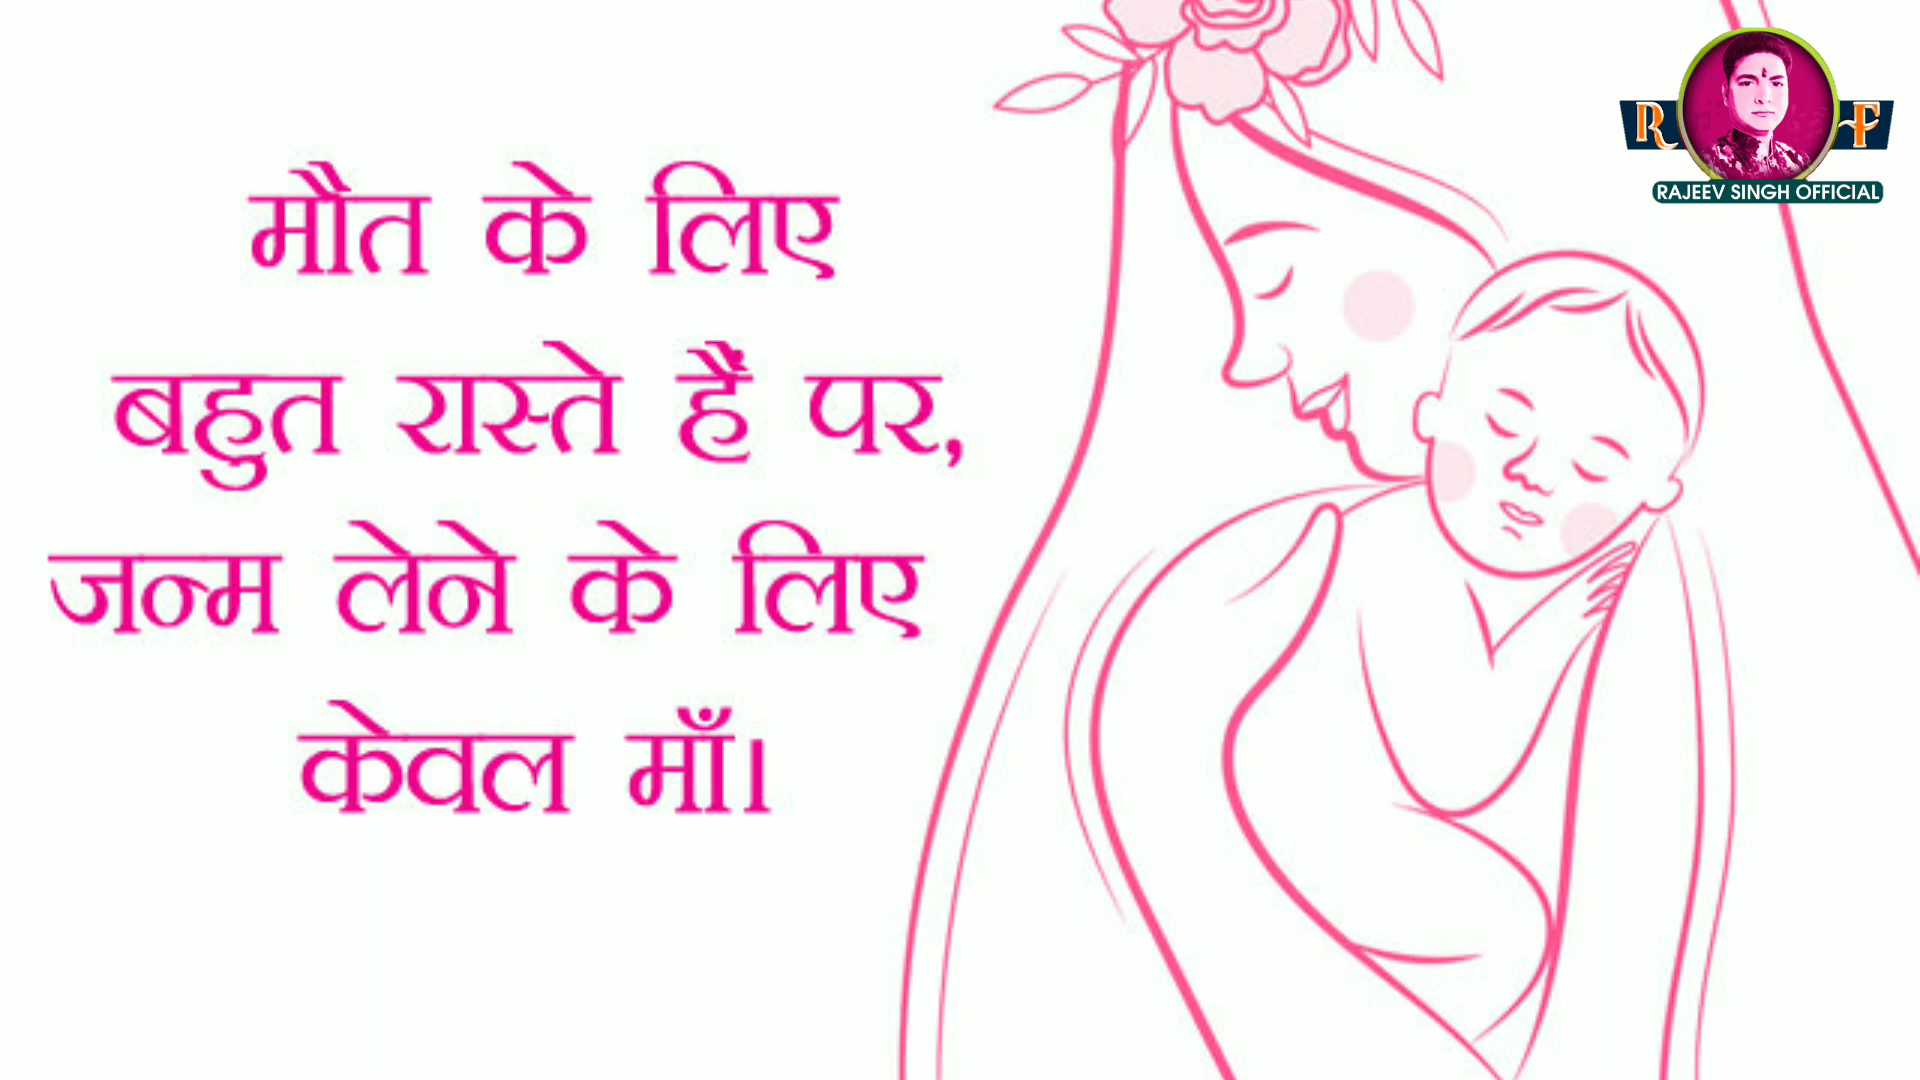 मौत के लिए
बहुत रास्ते हैं पर,
जन्म लेने के लिए
केवल माँ।
R F
RAJEEV SINGH OFFICIAL